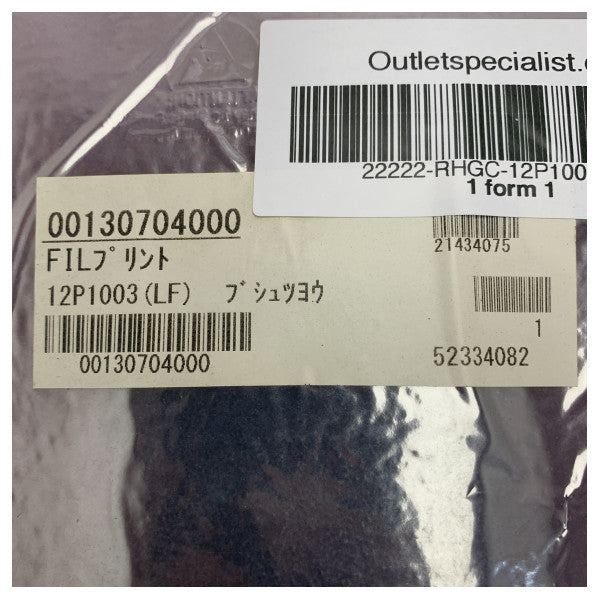 Outletspecialist.
22222-RHGC-12P100
1 form 1
00130704000
21434075
FILﾌﾟﾘﾝﾄ
12P1003(LF) ﾌﾞｼｭﾂﾖｳ
1
00130704000
52334082